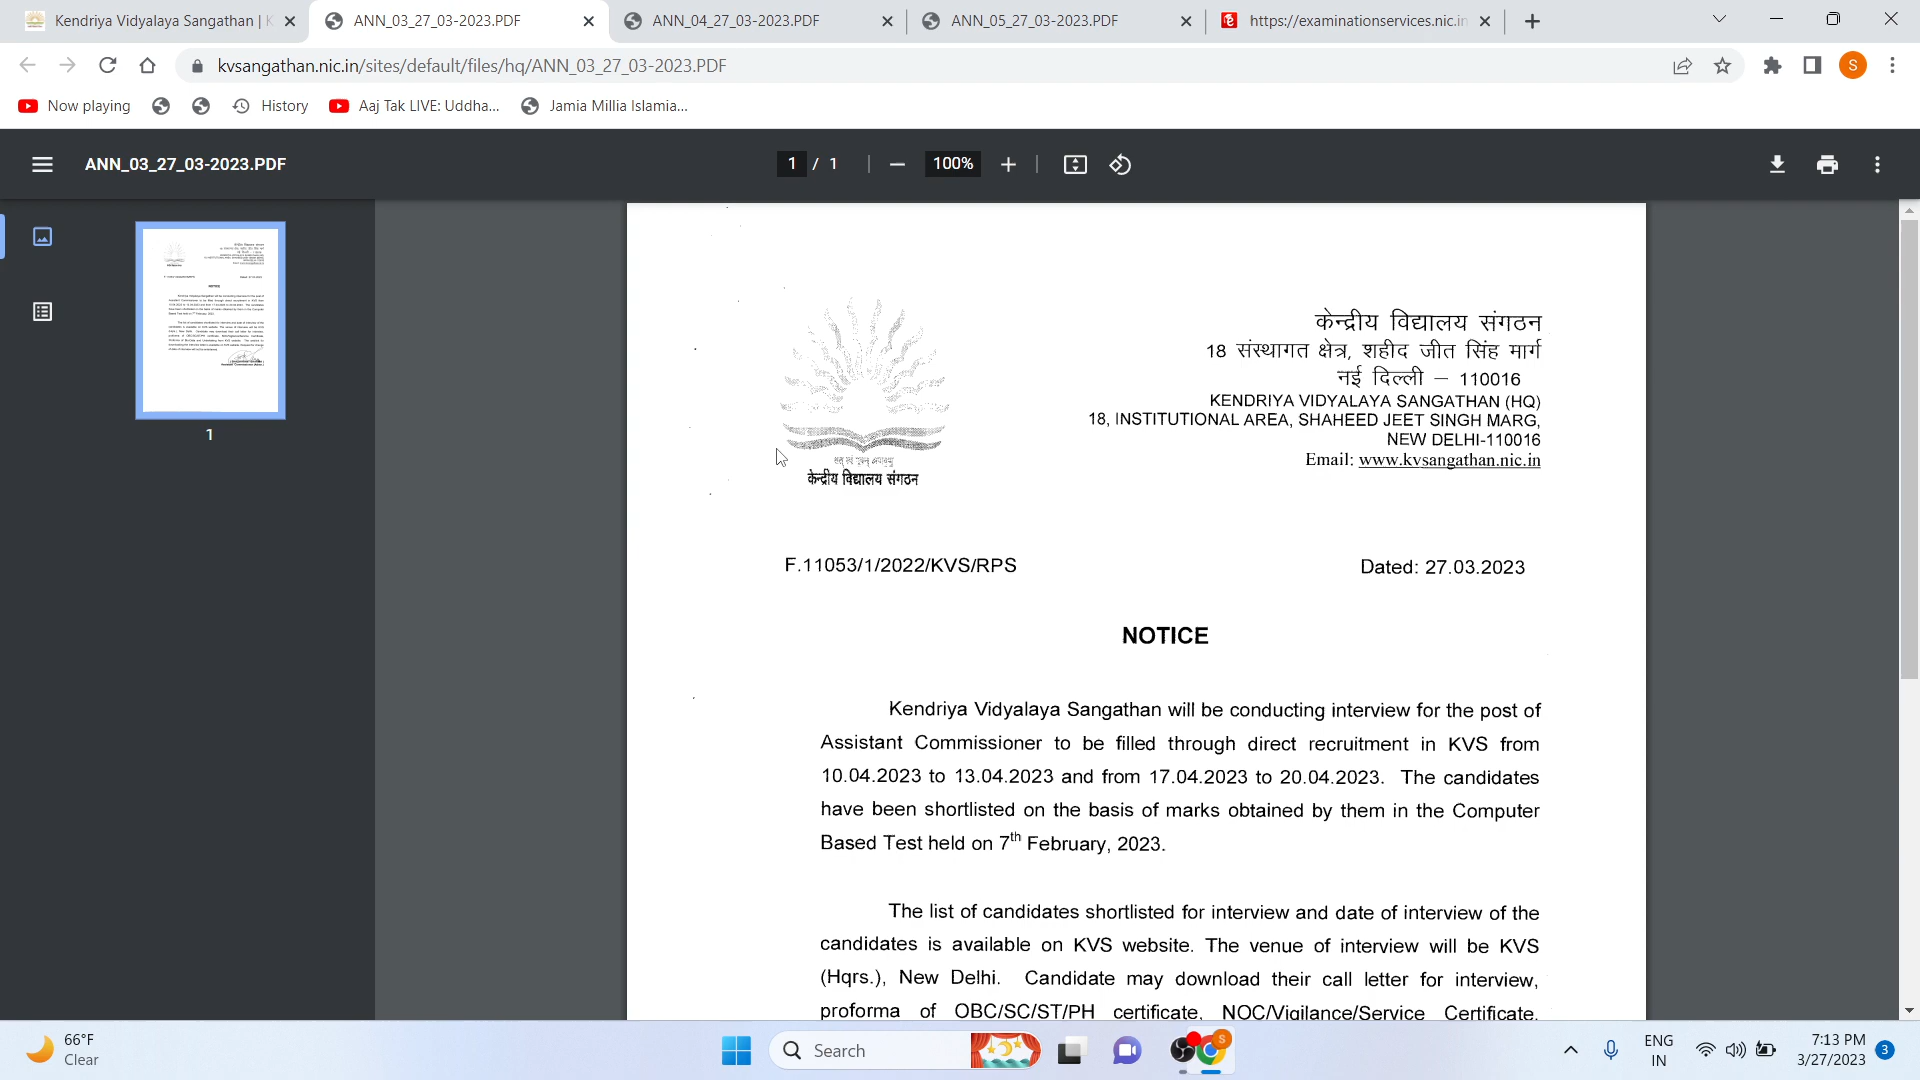 Kendriya Vidyalaya Sangathan | K
ANN_03_27_03-2023.PDF
ANN_04_27_03-2023.PDF
ANN_05_27_03-2023.PDF
https://examinationservices.nic.in
kvsangathan.nic.in/sites/default/files/hq/ANN_03_27_03-2023.PDF
S
Now playing
History
Aaj Tak LIVE: Uddha...
Jamia Millia Islamia...
ANN_03_27_03-2023.PDF
1 / 1
100%
1
केन्द्रीय विद्यालय संगठन
18 संस्थागत क्षेत्र, शहीद जीत सिंह मार्ग
नई दिल्ली – 110016
KENDRIYA VIDYALAYA SANGATHAN (HQ)
18, INSTITUTIONAL AREA, SHAHEED JEET SINGH MARG,
NEW DELHI-110016
Email: www.kvsangathan.nic.in
केन्द्रीय विद्यालय संगठन
F.11053/1/2022/KVS/RPS
Dated: 27.03.2023
NOTICE
Kendriya Vidyalaya Sangathan will be conducting interview for the post of
Assistant Commissioner to be filled through direct recruitment in KVS from
10.04.2023 to 13.04.2023 and from 17.04.2023 to 20.04.2023. The candidates
have been shortlisted on the basis of marks obtained by them in the Computer
Based Test held on 7th February, 2023.
The list of candidates shortlisted for interview and date of interview of the
candidates is available on KVS website. The venue of interview will be KVS
(Hqrs.), New Delhi. Candidate may download their call letter for interview,
proforma of OBC/SC/ST/PH certificate, NOC/Vigilance/Service Certificate,
66°F
Clear
Search
S
ENG
IN
7:13 PM
3/27/2023
3